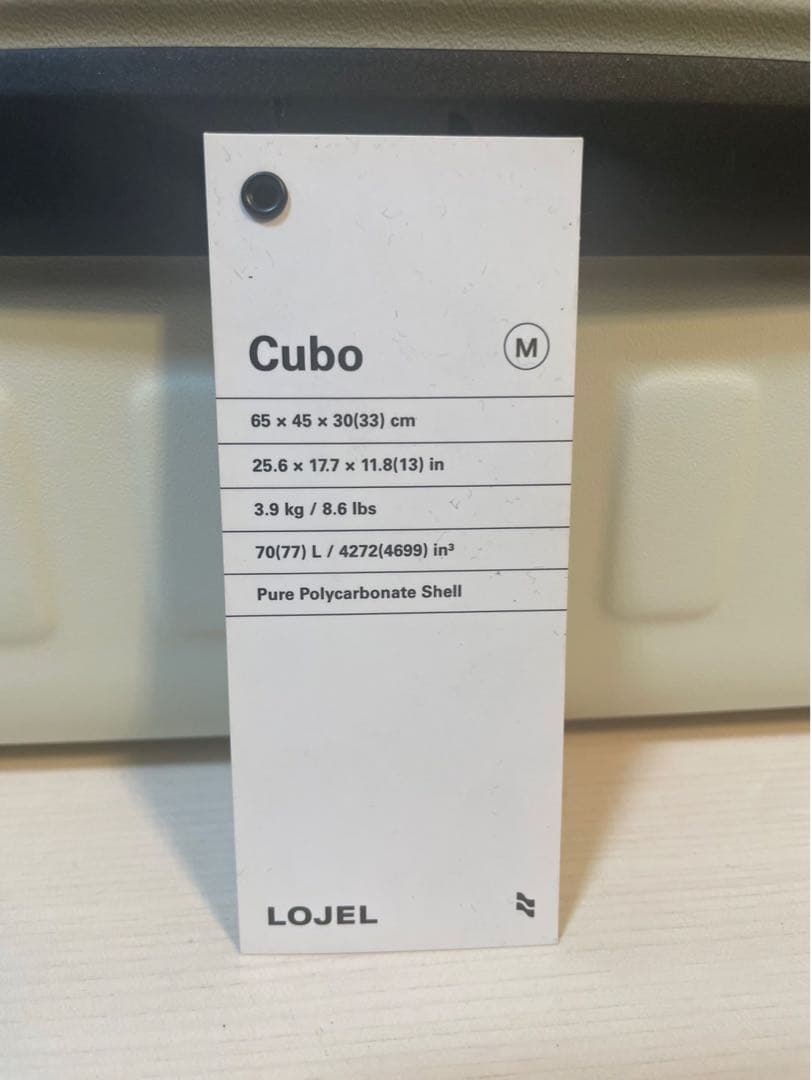 Cubo
M
65 × 45 × 30(33) cm
25.6 × 17.7 × 11.8(13) in
3.9 kg / 8.6 lbs
70(77) L / 4272(4699) in³
Pure Polycarbonate Shell
LOJEL